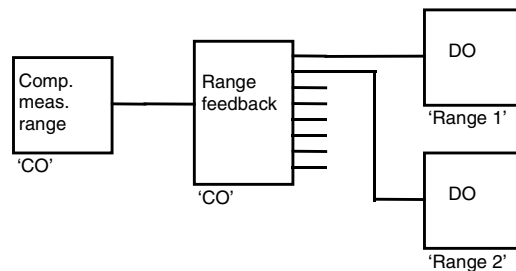 Comp.
meas.
range
'CO'
Range
feedback
'CO'
DO
'Range 1'
DO
'Range 2'